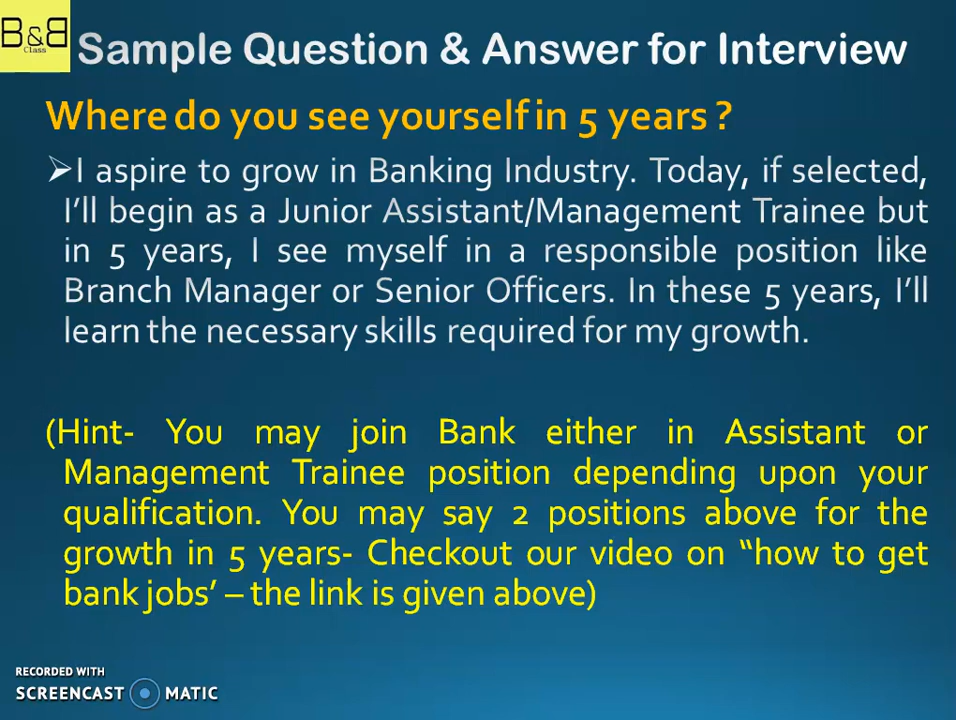 B&B
Class
Sample Question & Answer for Interview
Where do you see yourself in 5 years ?
➢I aspire to grow in Banking Industry. Today, if selected,
I’ll begin as a Junior Assistant/Management Trainee but
in 5 years, I see myself in a responsible position like
Branch Manager or Senior Officers. In these 5 years, I’ll
learn the necessary skills required for my growth.
(Hint- You may join Bank either in Assistant or
Management Trainee position depending upon your
qualification. You may say 2 positions above for the
growth in 5 years- Checkout our video on “how to get
bank jobs’ – the link is given above)
RECORDED WITH
SCREENCAST MATIC